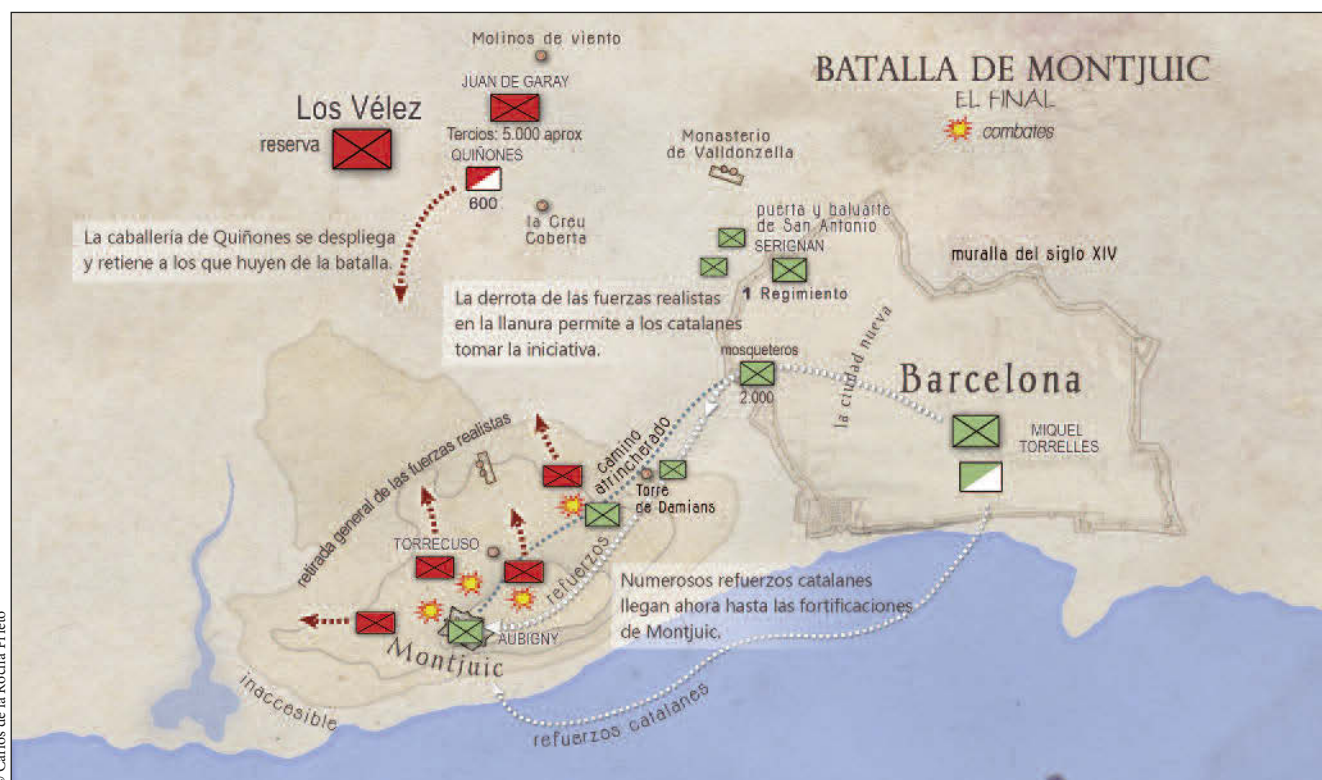 BATALLA DE MONTJUIC
EL FINAL
combates
Molinos de viento
JUAN DE GARAY
Los Vélez
reserva
Tercios: 5.000 aprox
QUIÑONES
600
Monasterio
de Valldonzella
la Creu
Coberta
puerta y baluarte
de San Antonio
SERIGNAN
1 Regimiento
muralla del siglo XIV
La caballería de Quiñones se despliega
y retiene a los que huyen de la batalla.
La derrota de las fuerzas realistas
en la llanura permite a los catalanes
tomar la iniciativa.
mosqueteros
2.000
la ciudad nueva
Barcelona
MIQUEL
TORRELLES
retirada general de las fuerzas realistas
camino
atrincherado
Torre
de Damians
TORRECUSO
refuerzos
Numerosos refuerzos catalanes
llegan ahora hasta las fortificaciones
de Montjuic.
AUBIGNY
Montjuic
inaccesible
refuerzos catalanes
Carlos de la Rocha Prieto